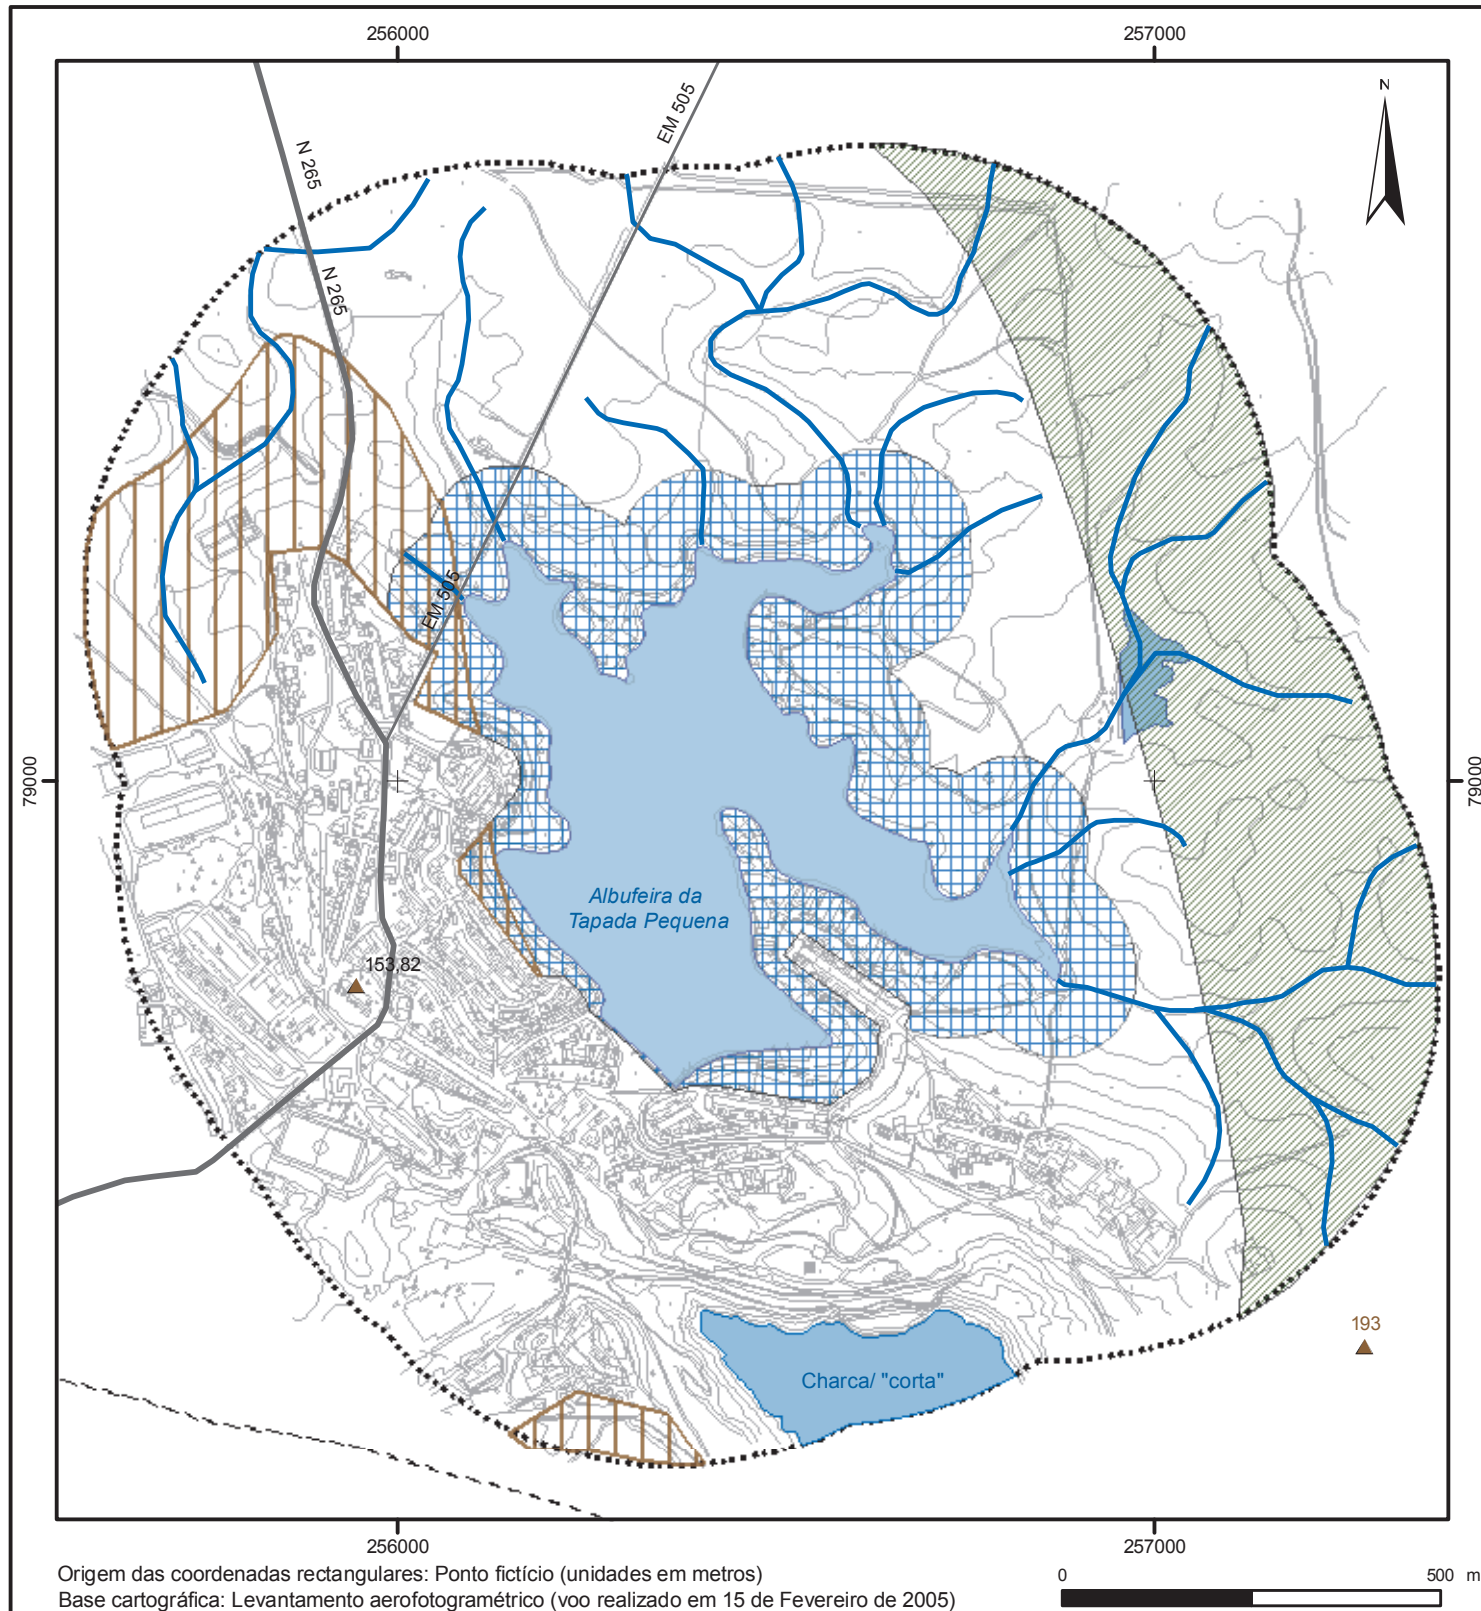 256000
257000
N
EM 505
N 265
N 265
EM 505
79000
79000
Albufeira da
Tapada Pequena
153,82
193
Charca/ "corta"
256000
257000
Origem das coordenadas rectangulares: Ponto fictício (unidades em metros)
0
500 m
Base cartográfica: Levantamento aerofotogramétrico (voo realizado em 15 de Fevereiro de 2005)